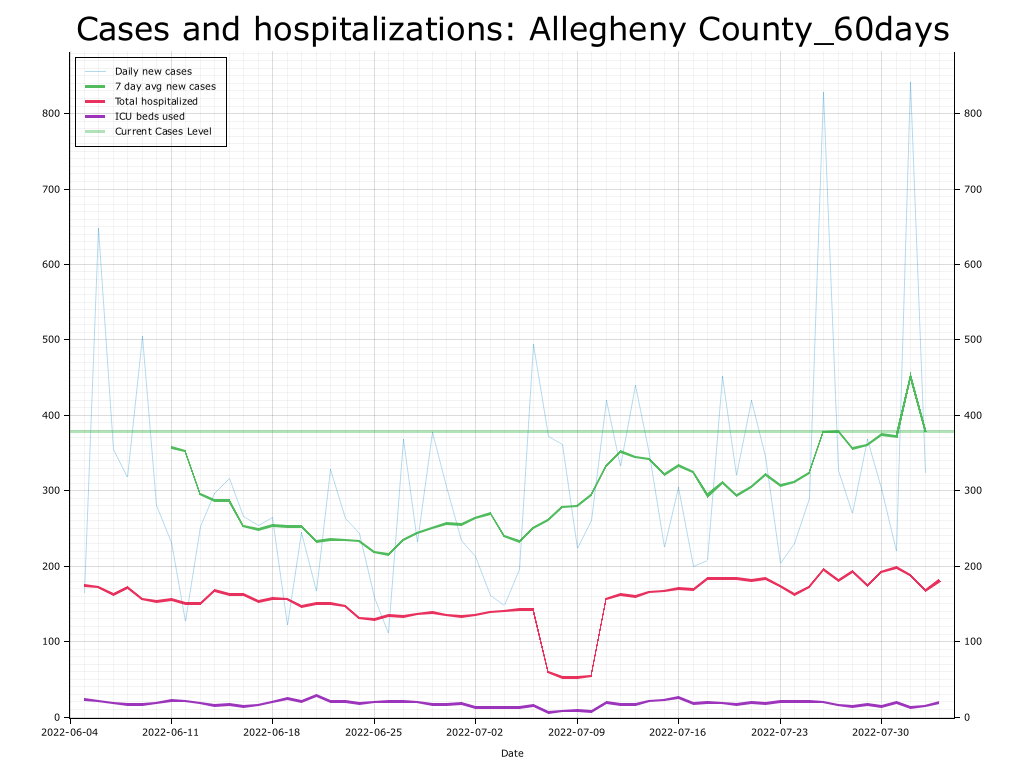 Cases and hospitalizations: Allegheny County_60days
Daily new cases
7 day avg new cases
Total hospitalized
ICU beds used
Current Cases Level
800 800
700 700
600 600
500 500
400 400
300 300
200 200
100 100
0 0
2022-06-04 2022-06-11 2022-06-18 2022-06-25 2022-07-02 2022-07-09 2022-07-16 2022-07-23 2022-07-30
Date